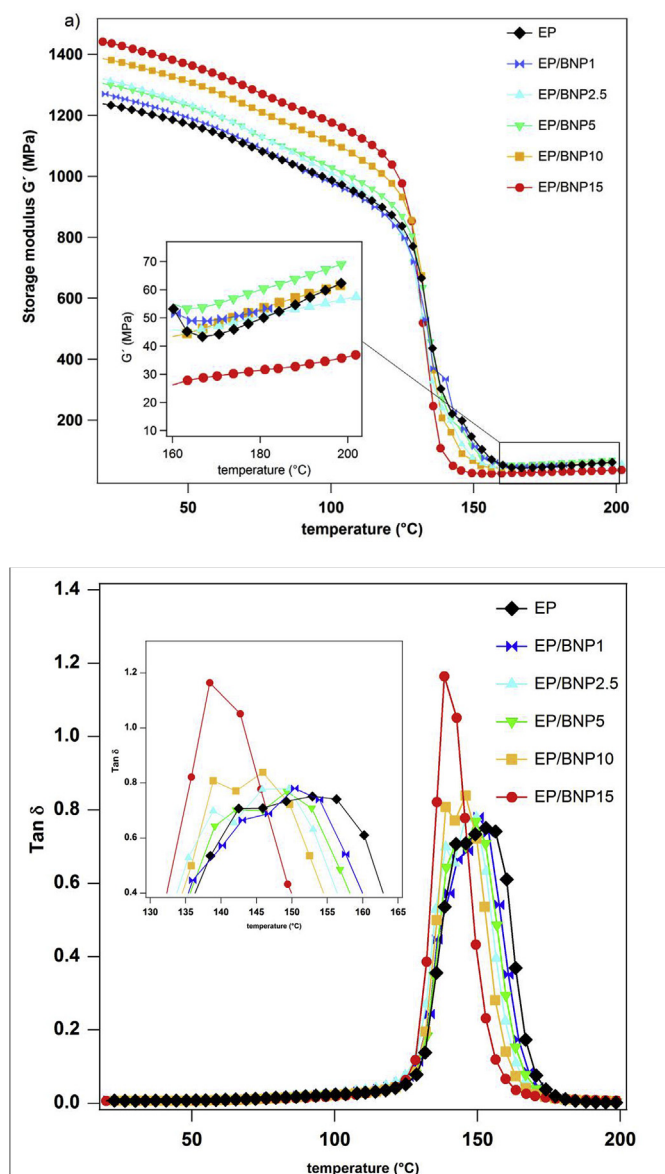 a)
1400
1200
1000
800
600
400
200
Storage modulus G´ (MPa)
EP
EP/BNP1
EP/BNP2.5
EP/BNP5
EP/BNP10
EP/BNP15
70
60
50
40
30
20
10
G´ (MPa)
160 180 200
temperature (°C)
50 100 150 200
temperature (°C)
1.4
1.2
1.0
0.8
0.6
0.4
0.2
0.0
Tan δ
EP
EP/BNP1
EP/BNP2.5
EP/BNP5
EP/BNP10
EP/BNP15
1.2
1.0
0.8
0.6
0.4
Tan δ
130 135 140 145 150 155 160 165
temperature (°C)
50 100 150 200
temperature (°C)